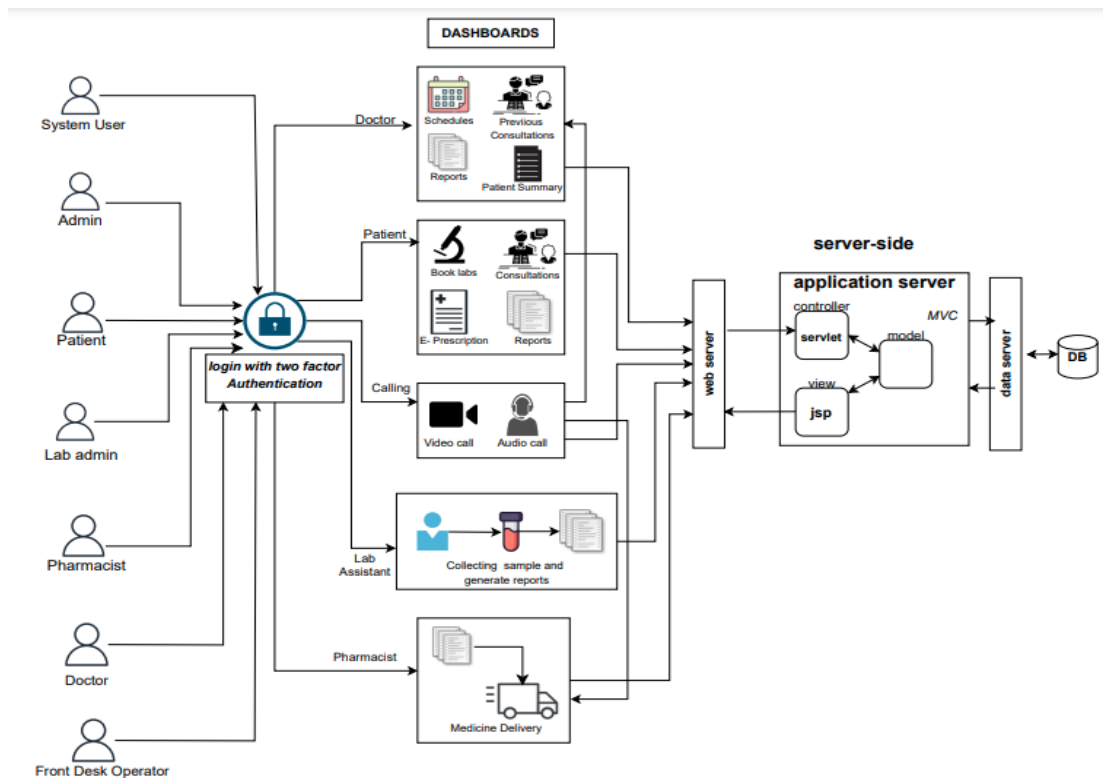 DASHBOARDS
System User
Admin
Patient
Lab admin
Pharmacist
Doctor
Front Desk Operator
login with two factor
Authentication
Doctor
Schedules
Previious
Consultations
Reports
Patient Summary
Patient
Book labs
Consultations
E- Prescription
Reports
Calling
Video call
Audio call
Lab
Assistant
Collecting sample and
generate reports
Pharmacist
Medicine Delivery
web server
server-side
application server
controller
MVC
servlet
model
view
jsp
data server
DB